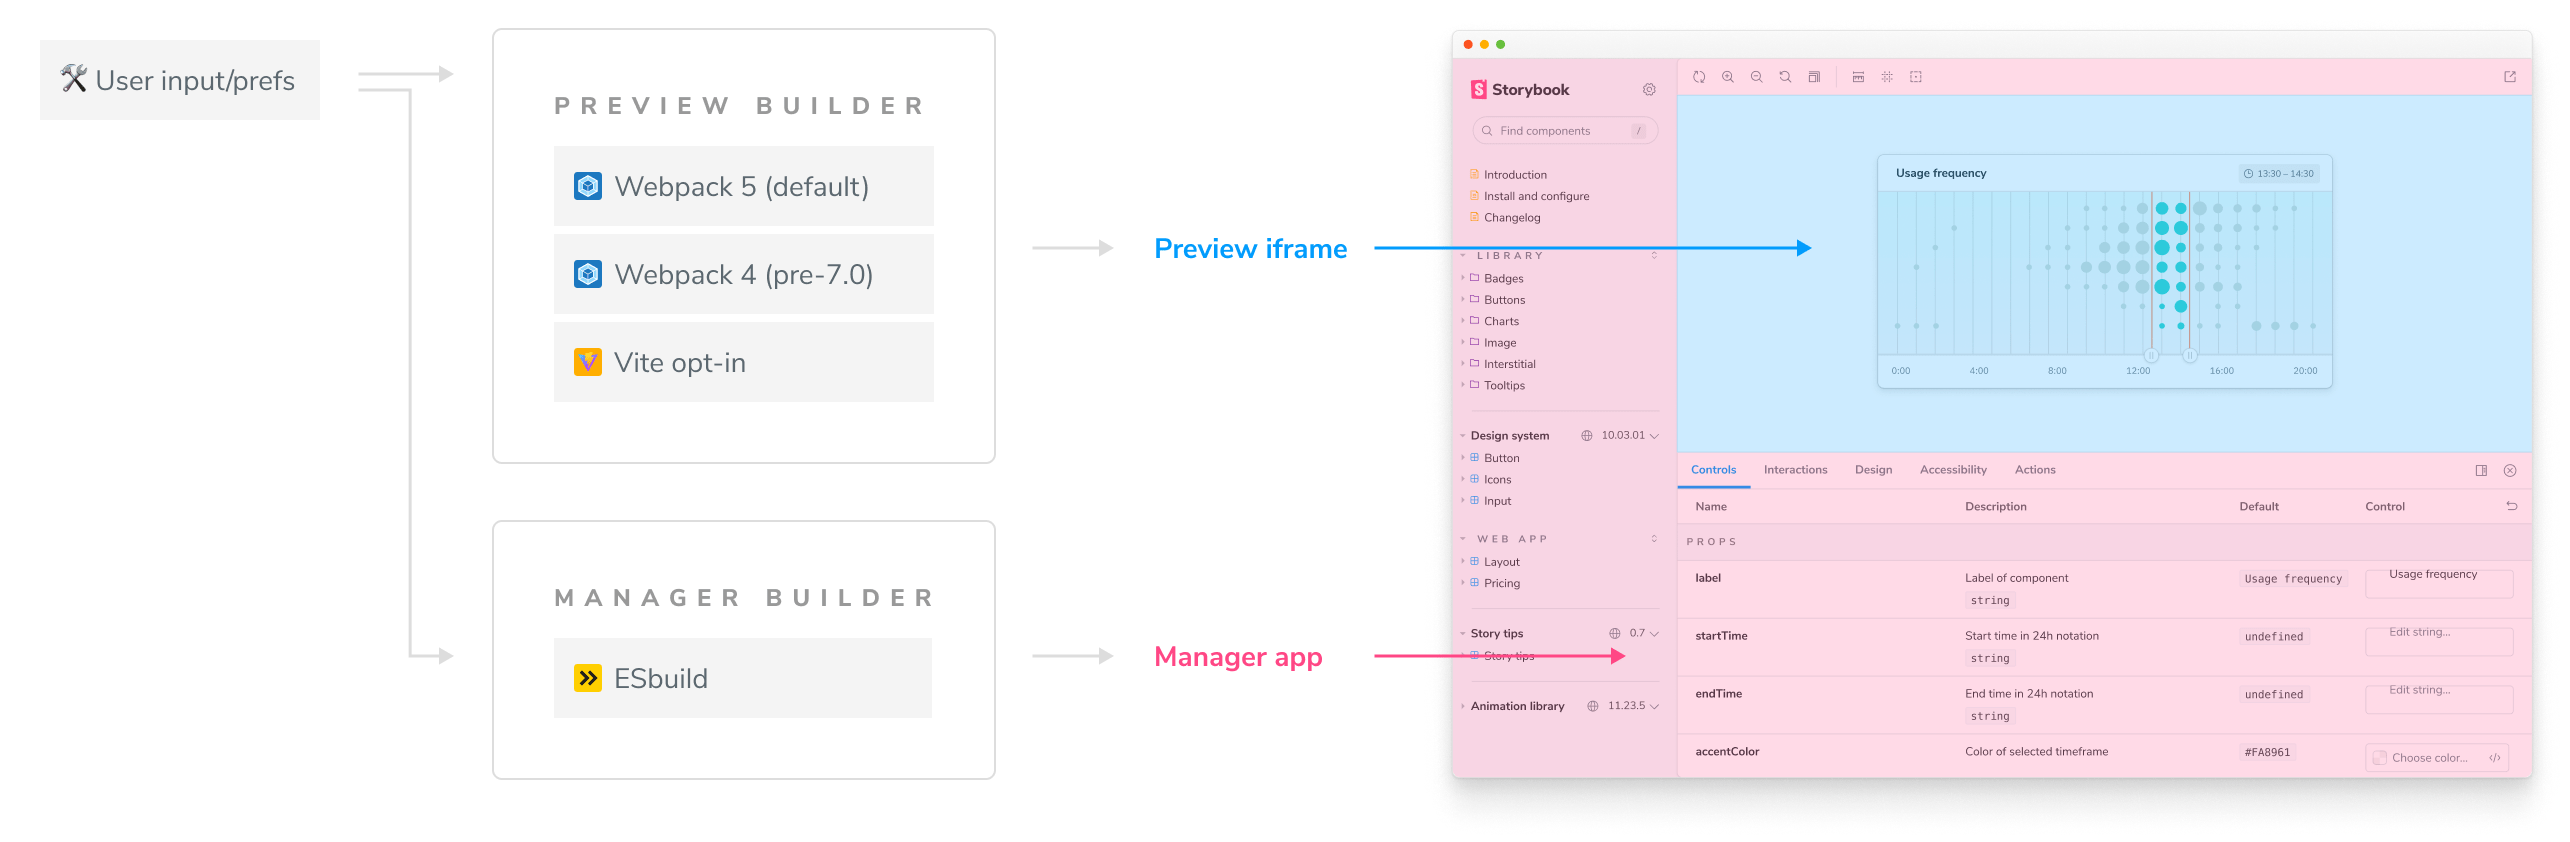 User input/prefs
PREVIEW BUILDER
Webpack 5 (default)
Webpack 4 (pre-7.0)
Vite opt-in
MANAGER BUILDER
ESbuild
Preview iframe
Manager app
Storybook
Find components /
Introduction
Install and configure
Changelog
LIBRARY
Badges
Buttons
Charts
Image
Interstitial
Tooltips
Design system 10.03.01
Button
Icons
Input
WEB APP
Layout
Pricing
Story tips 0.7
Story tips
Animation library 11.23.5
Usage frequency 13:30 – 14:30
0:00 4:00 8:00 12:00 16:00 20:00
Controls Interactions Design Accessibility Actions
Name Description Default Control
PROPS
label Label of component Usage frequency Usage frequency
string
startTime Start time in 24h notation undefined Edit string...
string
endTime End time in 24h notation undefined Edit string...
string
accentColor Color of selected timeframe #FA8961 Choose color...